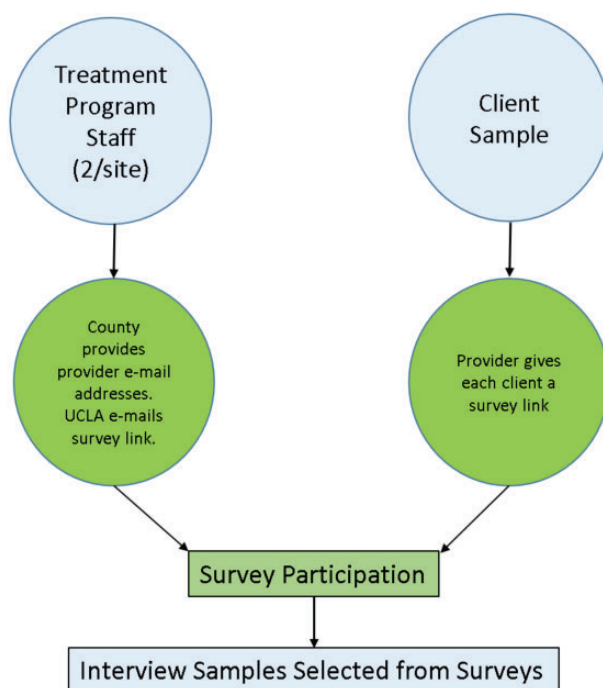 Treatment
Program
Staff
(2/site)
Client
Sample
County
provides
provider e-mail
addresses.
UCLA e-mails
survey link.
Provider gives
each client a
survey link
Survey Participation
Interview Samples Selected from Surveys